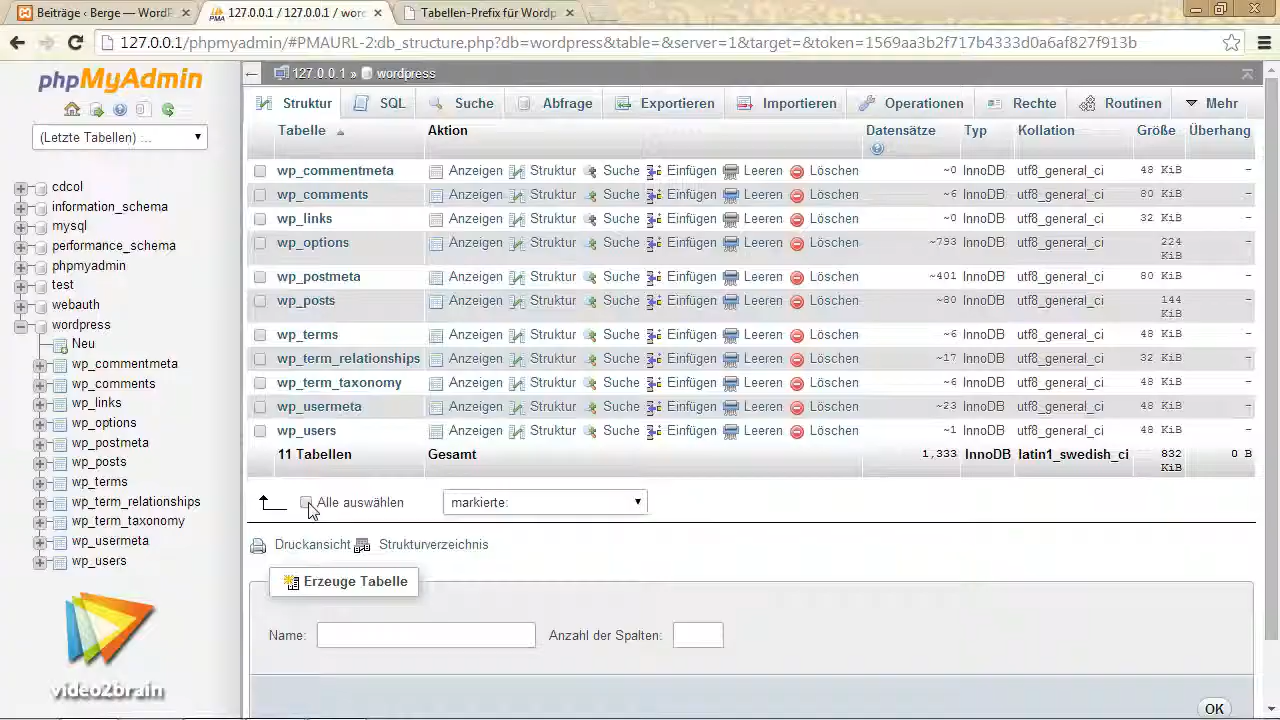 Beiträge ‹ Berge — WordPr
127.0.0.1 / 127.0.0.1 / wor
Tabellen-Prefix für Wordp
127.0.0.1/phpmyadmin/#PMAURL-2:db_structure.php?db=wordpress&table=&server=1&target=&token=1569aa3b2f717b4333d0a6af827f913b
phpMyAdmin
(Letzte Tabellen) ...
cdcol
information_schema
mysql
performance_schema
phpmyadmin
test
webauth
wordpress
Neu
wp_commentmeta
wp_comments
wp_links
wp_options
wp_postmeta
wp_posts
wp_terms
wp_term_relationships
wp_term_taxonomy
wp_usermeta
wp_users
video2brain
127.0.0.1 » wordpress
Struktur SQL Suche Abfrage Exportieren Importieren Operationen Rechte Routinen Mehr
Tabelle Aktion Datensätze Typ Kollation Größe Überhang
wp_commentmeta Anzeigen Struktur Suche Einfügen Leeren Löschen ~0 InnoDB utf8_general_ci 48 KiB -
wp_comments Anzeigen Struktur Suche Einfügen Leeren Löschen ~6 InnoDB utf8_general_ci 80 KiB -
wp_links Anzeigen Struktur Suche Einfügen Leeren Löschen ~0 InnoDB utf8_general_ci 32 KiB -
wp_options Anzeigen Struktur Suche Einfügen Leeren Löschen ~793 InnoDB utf8_general_ci 224 -
KiB
wp_postmeta Anzeigen Struktur Suche Einfügen Leeren Löschen ~401 InnoDB utf8_general_ci 80 KiB -
wp_posts Anzeigen Struktur Suche Einfügen Leeren Löschen ~80 InnoDB utf8_general_ci 144 -
KiB
wp_terms Anzeigen Struktur Suche Einfügen Leeren Löschen ~6 InnoDB utf8_general_ci 48 KiB -
wp_term_relationships Anzeigen Struktur Suche Einfügen Leeren Löschen ~17 InnoDB utf8_general_ci 32 KiB -
wp_term_taxonomy Anzeigen Struktur Suche Einfügen Leeren Löschen ~6 InnoDB utf8_general_ci 48 KiB -
wp_usermeta Anzeigen Struktur Suche Einfügen Leeren Löschen ~23 InnoDB utf8_general_ci 48 KiB -
wp_users Anzeigen Struktur Suche Einfügen Leeren Löschen ~1 InnoDB utf8_general_ci 48 KiB -
11 Tabellen Gesamt 1,333 InnoDB latin1_swedish_ci 832 0 B
KiB
Alle auswählen markierte:
Druckansicht Strukturverzeichnis
Erzeuge Tabelle
Name: Anzahl der Spalten:
OK